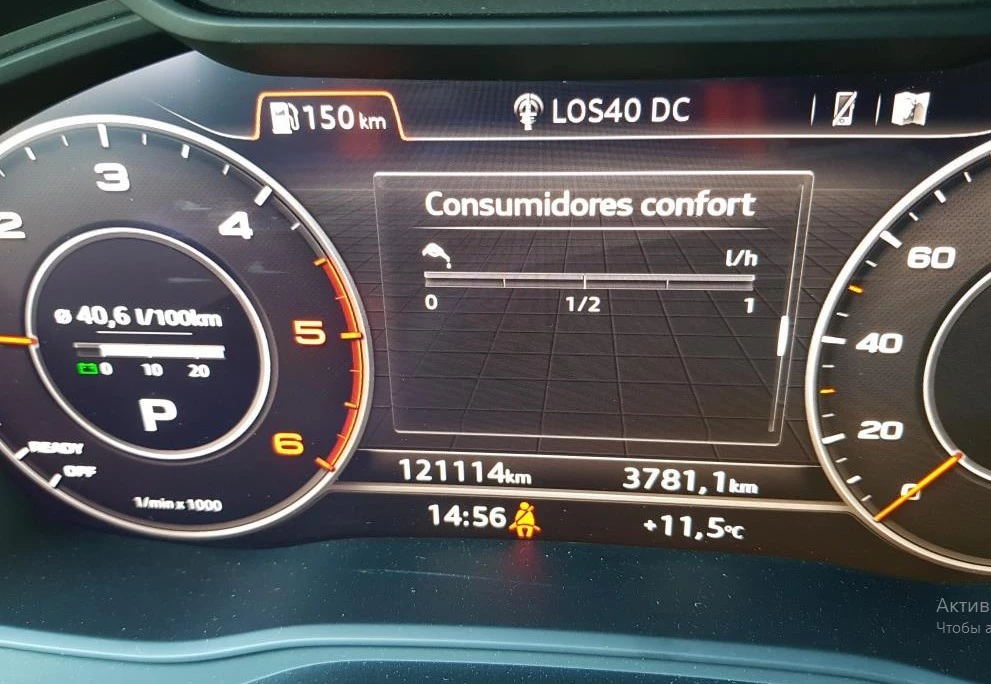 150 km
LOS40 DC
2
3
4
5
6
ø 40,6 l/100km
0 10 20
P
READY
OFF
1/min x 1000
Consumidores confort
l/h
0 1/2 1
60
40
20
0
121114km 3781,1km
14:56 +11,5°C
Актив
Чтобы а